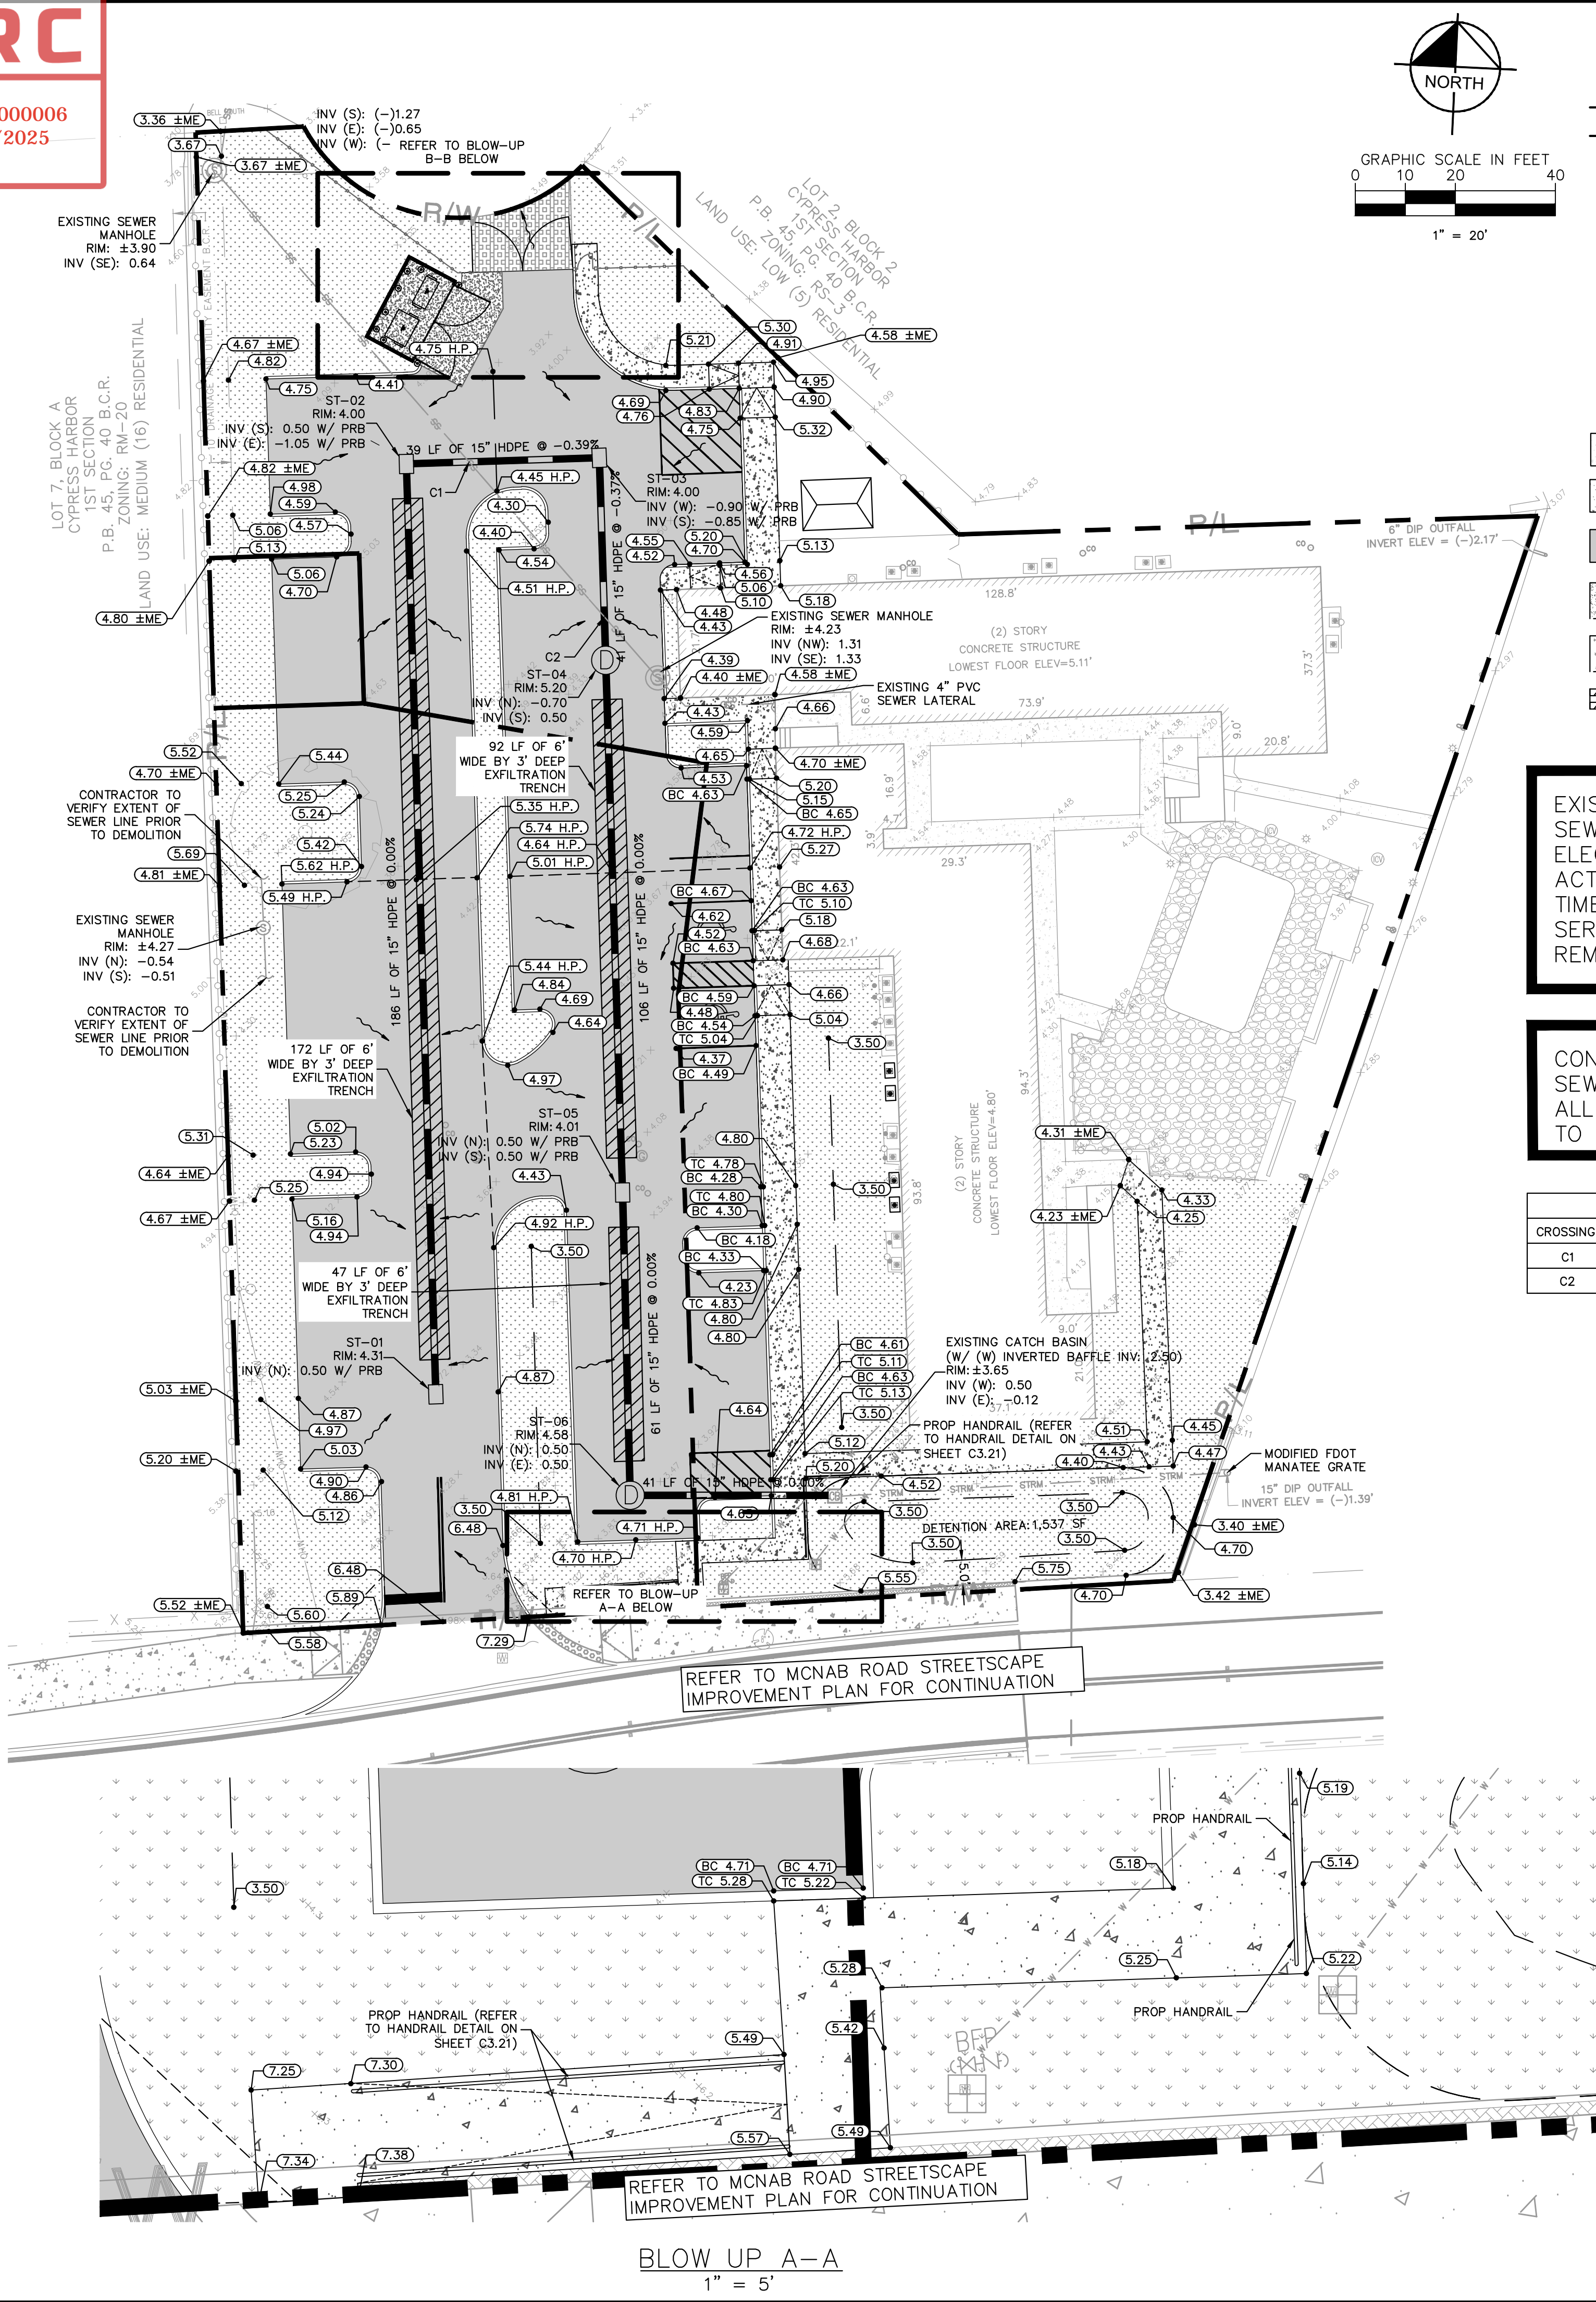 RC
000006
/2025
NORTH
GRAPHIC SCALE IN FEET
0 10 20 40
1" = 20'
3.36 ±ME
3.67
3.67 ±ME
BELL SOUTH
INV (S): (-)1.27
INV (E): (-)0.65
INV (W): (-
REFER TO BLOW-UP
B-B BELOW
R/W
P/L
LOT 2, BLOCK 2
CYPRESS HARBOR
1ST SECTION
P.B. 45, PG. 40 B.C.R.
ZONING: RS-3
LAND USE: LOW (5) RESIDENTIAL
EXISTING SEWER
MANHOLE
RIM: ±3.90
INV (SE): 0.64
LOT 7, BLOCK A
CYPRESS HARBOR
1ST SECTION
P.B. 45, PG. 40 B.C.R.
ZONING: RM-20
LAND USE: MEDIUM (16) RESIDENTIAL
4.67 ±ME
4.82
4.75
4.41
4.75 H.P.
5.21
5.30
4.91
4.58 ±ME
4.95
4.90
5.32
4.69
4.76
4.83
4.75
ST-02
RIM: 4.00
INV (S): 0.50 W/ PRB
INV (E): -1.05 W/ PRB
39 LF OF 15" HDPE @ -0.39%
C1
4.45 H.P.
4.30
4.40
4.54
4.51 H.P.
41 LF OF 15" HDPE @ -0.37%
ST-03
RIM: 4.00
INV (W): -0.90 W/ PRB
INV (S): -0.85 W/ PRB
4.82 ±ME
4.98
4.59
4.57
5.06
5.13
5.06
4.70
4.80 ±ME
4.55
4.52
5.20
4.70
5.13
4.56
5.06
5.10
5.18
4.48
4.43
P/L
6" DIP OUTFALL
INVERT ELEV = (-)2.17'
128.8'
(2) STORY
CONCRETE STRUCTURE
LOWEST FLOOR ELEV=5.11'
37.3'
EXISTING SEWER MANHOLE
RIM: ±4.23
INV (NW): 1.31
INV (SE): 1.33
C2
ST-04
RIM: 5.20
INV (N): -0.70
INV (S): 0.50
4.39
4.40 ±ME
4.58 ±ME
EXISTING 4" PVC
SEWER LATERAL
4.66
73.9'
6.6'
9.0'
20.8'
4.43
4.59
4.65
4.53
BC 4.63
4.70 ±ME
5.20
5.15
BC 4.65
4.72 H.P.
5.27
16.9'
4.7'
3.9'
29.3'
92 LF OF 6'
WIDE BY 3' DEEP
EXFILTRATION
TRENCH
5.35 H.P.
5.74 H.P.
4.64 H.P.
5.01 H.P.
5.52
4.70 ±ME
5.44
5.25
5.24
CONTRACTOR TO
VERIFY EXTENT OF
SEWER LINE PRIOR
TO DEMOLITION
5.69
4.81 ±ME
5.42
5.62 H.P.
5.49 H.P.
EXISTING SEWER
MANHOLE
RIM: ±4.27
INV (N): -0.54
INV (S): -0.51
CONTRACTOR TO
VERIFY EXTENT OF
SEWER LINE PRIOR
TO DEMOLITION
186 LF OF 15" HDPE @ 0.00%
106 LF OF 15" HDPE @ 0.00%
BC 4.67
4.62
4.52
BC 4.63
BC 4.63
TC 5.10
5.18
4.68
5.44 H.P.
4.84
4.69
4.64
4.97
BC 4.59
4.48
BC 4.54
TC 5.04
4.37
BC 4.49
4.66
5.04
3.50
172 LF OF 6'
WIDE BY 3' DEEP
EXFILTRATION
TRENCH
ST-05
RIM: 4.01
INV (N): 0.50 W/ PRB
INV (S): 0.50 W/ PRB
(2) STORY
CONCRETE STRUCTURE
LOWEST FLOOR ELEV=4.80'
94.3'
93.8'
5.31
4.64 ±ME
4.67 ±ME
5.02
5.23
4.94
5.25
5.16
4.94
4.43
4.92 H.P.
3.50
4.80
TC 4.78
BC 4.28
TC 4.80
BC 4.30
BC 4.18
BC 4.33
4.23
TC 4.83
4.80
4.80
3.50
4.31 ±ME
4.33
4.23 ±ME
4.25
47 LF OF 6'
WIDE BY 3' DEEP
EXFILTRATION
TRENCH
61 LF OF 15" HDPE @ 0.00%
ST-01
RIM: 4.31
INV (N): 0.50 W/ PRB
9.0'
21.0'
37.1'
BC 4.61
TC 5.11
BC 4.63
TC 5.13
3.50
EXISTING CATCH BASIN
(W/ (W) INVERTED BAFFLE INV: 2.50)
RIM: ±3.65
INV (W): 0.50
INV (E): -0.12
PROP HANDRAIL (REFER
TO HANDRAIL DETAIL ON
SHEET C3.21)
5.03 ±ME
4.87
4.97
4.87
4.64
ST-06
RIM: 4.58
INV (N): 0.50
INV (E): 0.50
41 LF OF 15" HDPE @ 0.00%
5.12
5.20
4.52
4.51
4.43
4.40
4.45
4.47
P/L
MODIFIED FDOT
MANATEE GRATE
15" DIP OUTFALL
INVERT ELEV = (-)1.39'
STRM
STRM
STRM
STRM
5.20 ±ME
5.03
4.90
4.86
5.12
3.50
6.48
4.81 H.P.
4.65
4.71 H.P.
4.70 H.P.
3.50
DETENTION AREA: 1,537 SF
3.50
3.50
3.50
3.40 ±ME
4.70
5.0'
5.75
4.70
3.42 ±ME
5.55
6.48
5.89
5.52 ±ME
5.60
5.58
7.29
R/W
R/W
REFER TO BLOW-UP
A-A BELOW
REFER TO MCNAB ROAD STREETSCAPE
IMPROVEMENT PLAN FOR CONTINUATION
EXIS
SEW
ELEC
ACT
TIME
SER
REM
CON
SEW
ALL
TO
CROSSING
C1
C2
3.50
BC 4.71
TC 5.28
BC 4.71
TC 5.22
5.18
PROP HANDRAIL
5.19
5.14
5.28
5.25
5.22
PROP HANDRAIL
5.42
5.49
PROP HANDRAIL (REFER
TO HANDRAIL DETAIL ON
SHEET C3.21)
7.25
7.30
BFP
7.34
7.38
5.57
5.49
REFER TO MCNAB ROAD STREETSCAPE
IMPROVEMENT PLAN FOR CONTINUATION
BLOW UP A-A
1" = 5'